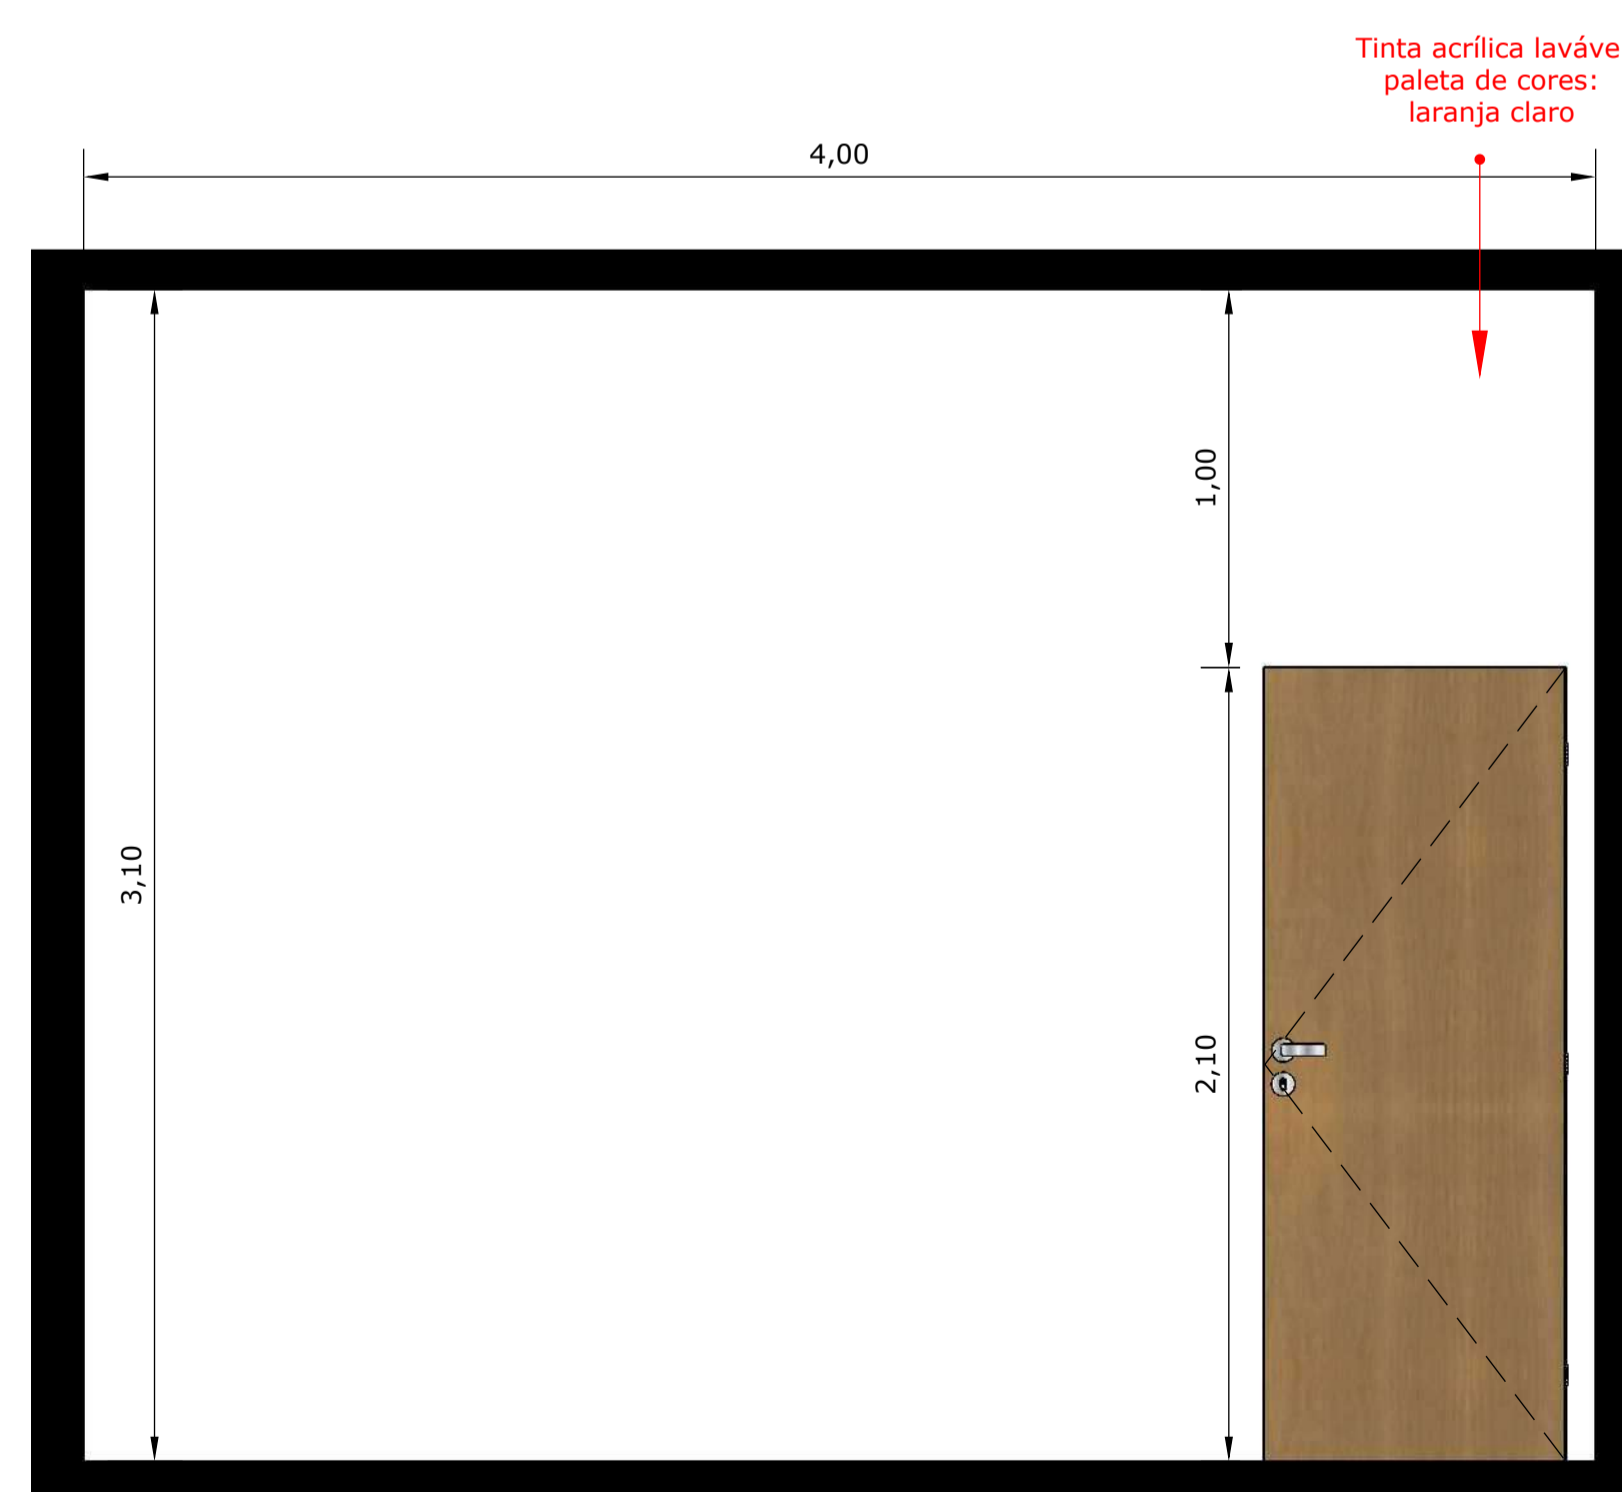 Tinta acrílica laváve
paleta de cores:
laranja claro
4,00
1,00
3,10
2,10